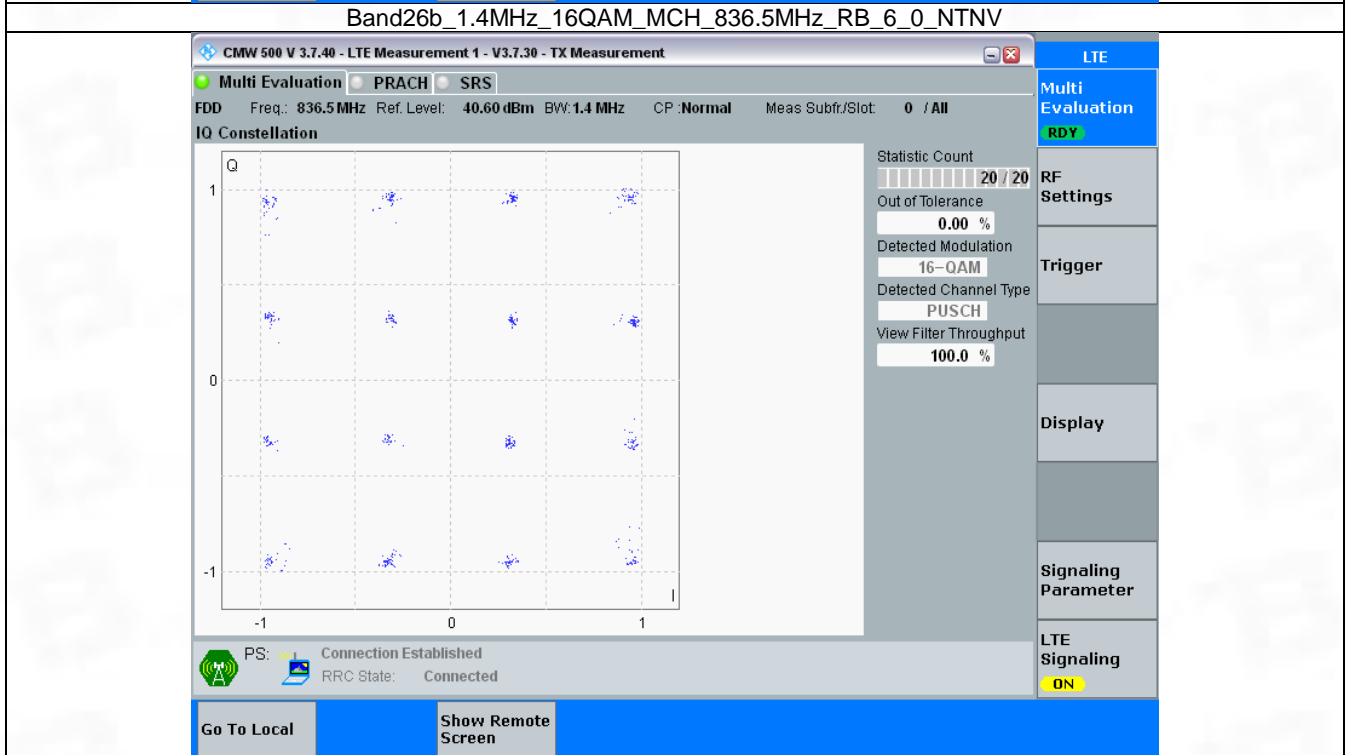 Band26b_1.4MHz_16QAM_MCH_836.5MHz_RB_6_0_NTNV
CMW 500 V 3.7.40 - LTE Measurement 1 - V3.7.30 - TX Measurement
LTE
Multi Evaluation PRACH SRS
Multi
Evaluation
RDY
FDD Freq.: 836.5 MHz Ref. Level: 40.60 dBm BW: 1.4 MHz CP :Normal Meas Subfr./Slot: 0 / All
IQ Constellation
Q
1
0
-1
-1 0 1
I
Statistic Count
20 / 20
Out of Tolerance
0.00 %
Detected Modulation
16-QAM
Detected Channel Type
PUSCH
View Filter Throughput
100.0 %
RF
Settings
Trigger
Display
Signaling
Parameter
LTE
Signaling
ON
PS: Connection Established
RRC State: Connected
Go To Local
Show Remote
Screen